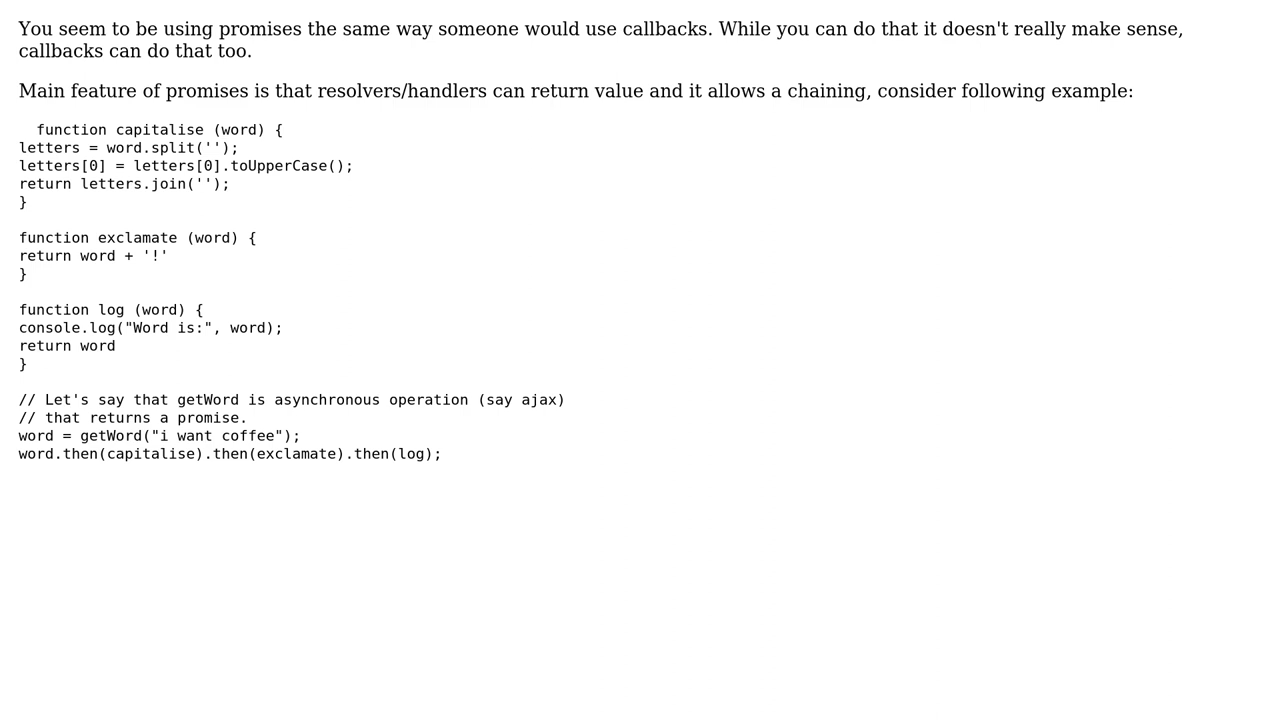 You seem to be using promises the same way someone would use callbacks. While you can do that it doesn't really make sense,
callbacks can do that too.
Main feature of promises is that resolvers/handlers can return value and it allows a chaining, consider following example:
function capitalise (word) {
letters = word.split('');
letters[0] = letters[0].toUpperCase();
return letters.join('');
}
function exclamate (word) {
return word + '!'
}
function log (word) {
console.log("Word is:", word);
return word
}
// Let's say that getWord is asynchronous operation (say ajax)
// that returns a promise.
word = getWord("i want coffee");
word.then(capitalise).then(exclamate).then(log);